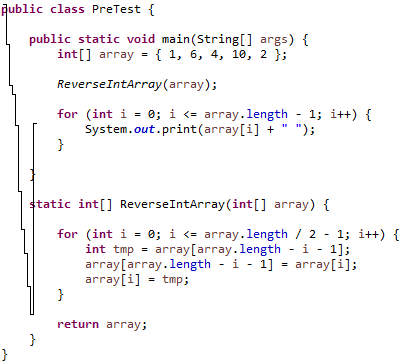 public class PreTest {
public static void main(String[] args) {
int[] array = { 1, 6, 4, 10, 2 };
ReverseIntArray(array);
for (int i = 0; i <= array.length - 1; i++) {
System.out.print(array[i] + " ");
}
}
static int[] ReverseIntArray(int[] array) {
for (int i = 0; i <= array.length / 2 - 1; i++) {
int tmp = array[array.length - i - 1];
array[array.length - i - 1] = array[i];
array[i] = tmp;
}
return array;
}
}